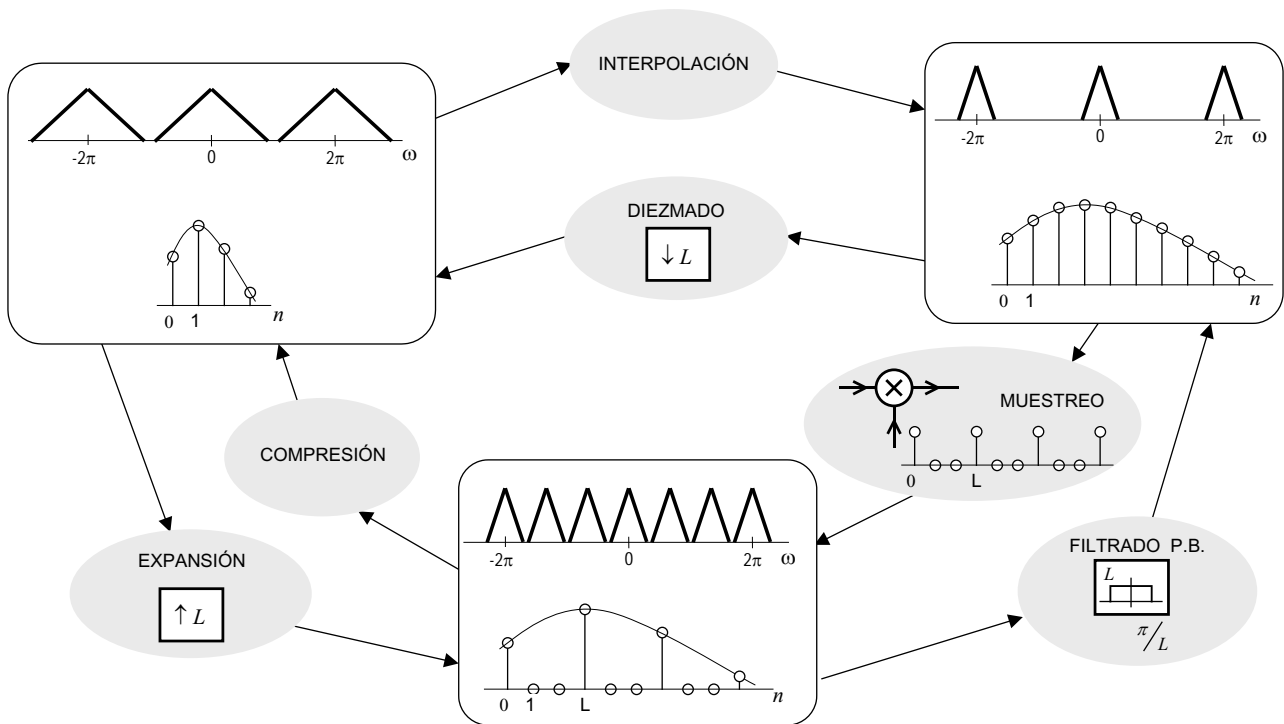 INTERPOLACIÓN
-2π 0 2π ω
0 1 n
-2π 0 2π ω
0 1 n
DIEZMADO
↓ L
MUESTREO
0 L
COMPRESIÓN
EXPANSIÓN
↑ L
-2π 0 2π ω
0 1 L n
FILTRADO P.B.
L
π/L